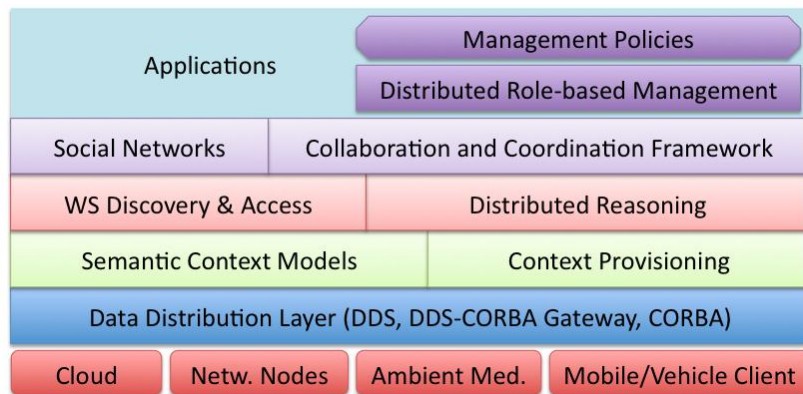 Applications
Management Policies
Distributed Role-based Management
Social Networks
Collaboration and Coordination Framework
WS Discovery & Access
Distributed Reasoning
Semantic Context Models
Context Provisioning
Data Distribution Layer (DDS, DDS-CORBA Gateway, CORBA)
Cloud
Netw. Nodes
Ambient Med.
Mobile/Vehicle Client